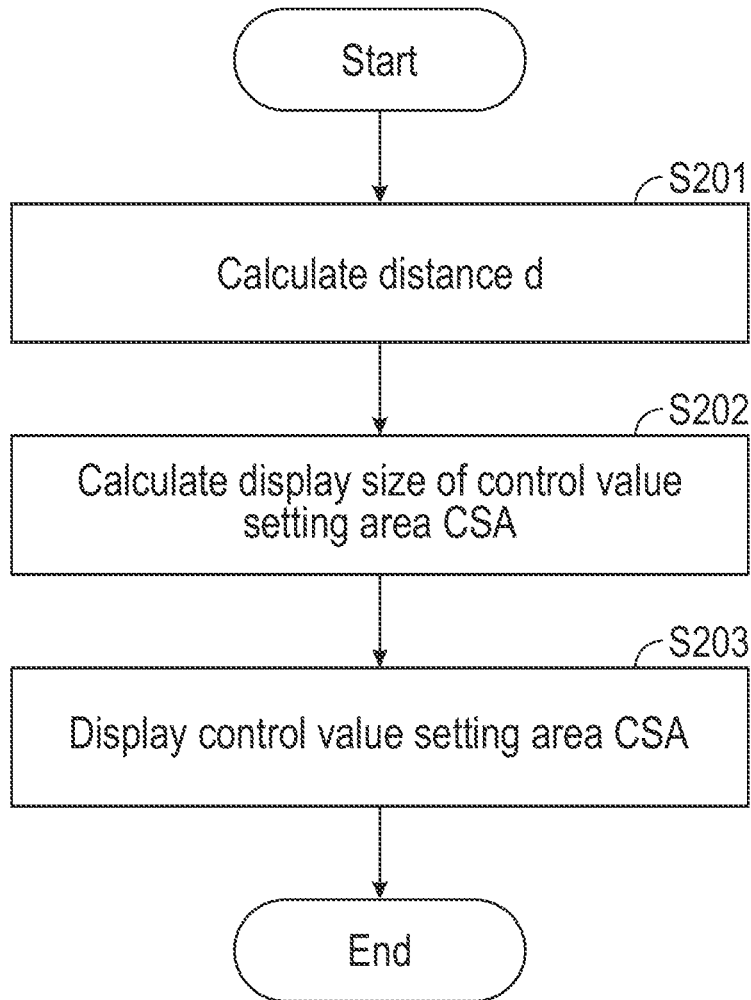 Start
S201
Calculate distance d
S202
Calculate display size of control value
setting area CSA
S203
Display control value setting area CSA
End